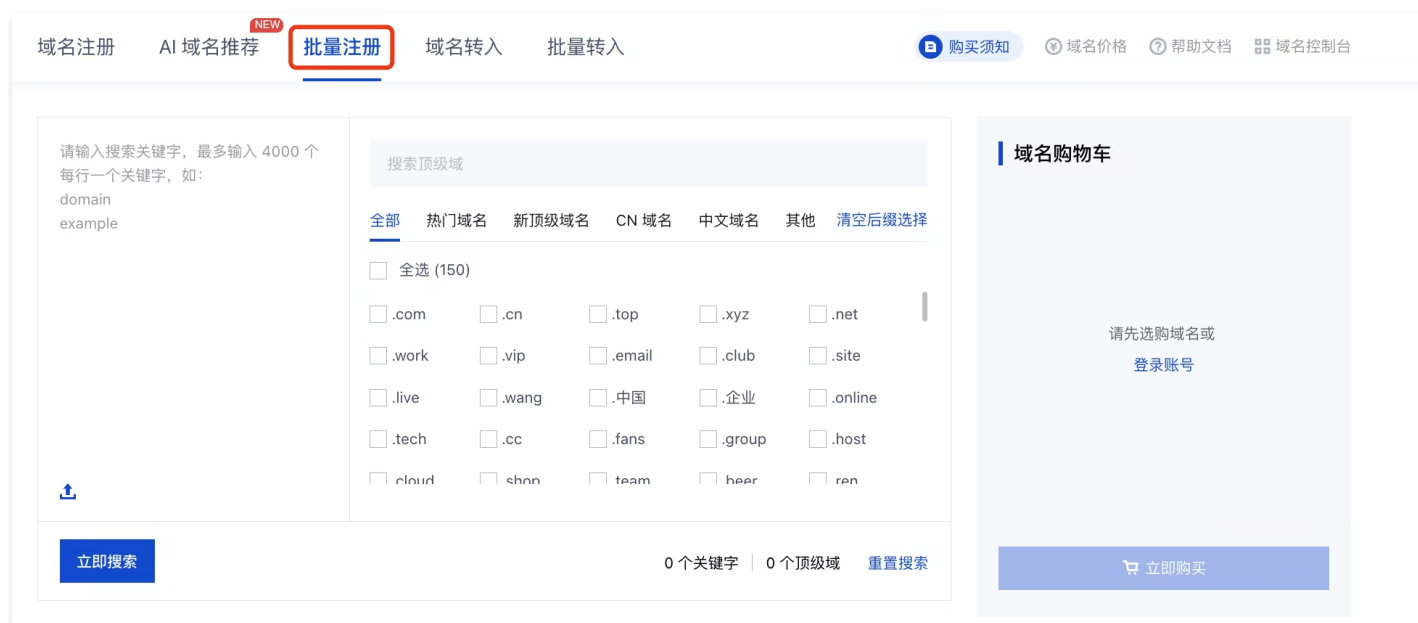 域名注册 AI 域名推荐 NEW 批量注册 域名转入 批量转入 购买须知 域名价格 帮助文档 域名控制台
请输入搜索关键字，最多输入 4000 个
每行一个关键字，如：
domain
example
搜索顶级域
全部 热门域名 新顶级域名 CN 域名 中文域名 其他 清空后缀选择
全选 (150)
.com .cn .top .xyz .net
.work .vip .email .club .site
.live .wang .中国 .企业 .online
.tech .cc .fans .group .host
.cloud .shop .team .beer .ren
立即搜索 0 个关键字 0 个顶级域 重置搜索
域名购物车
请先选购域名或
登录账号
立即购买